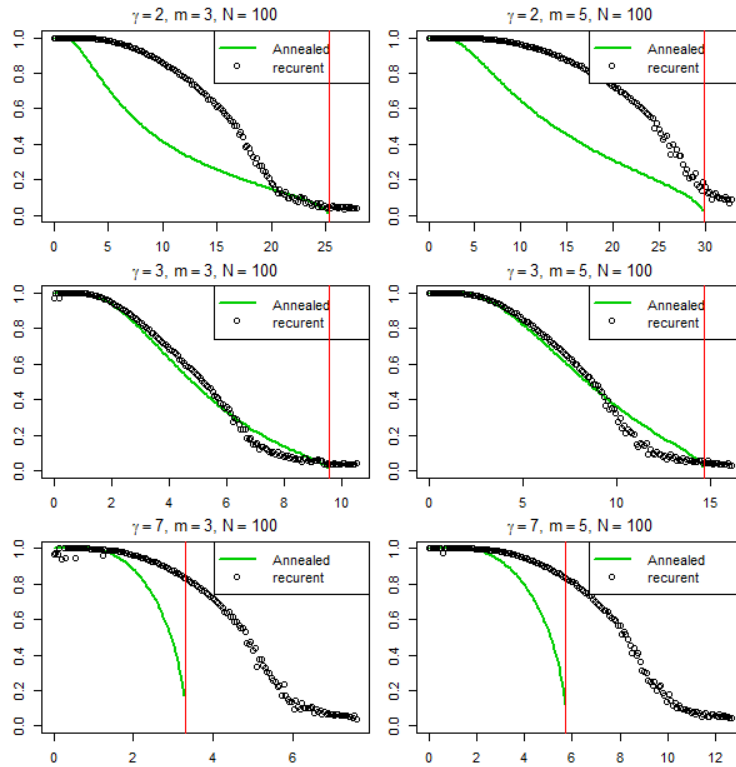 γ = 2, m = 3, N = 100
Annealed
recurent
0.0 0.2 0.4 0.6 0.8 1.0
0 5 10 15 20 25
γ = 2, m = 5, N = 100
Annealed
recurent
0.0 0.2 0.4 0.6 0.8 1.0
0 5 10 15 20 25 30
γ = 3, m = 3, N = 100
Annealed
recurent
0.0 0.2 0.4 0.6 0.8 1.0
0 2 4 6 8 10
γ = 3, m = 5, N = 100
Annealed
recurent
0.0 0.2 0.4 0.6 0.8 1.0
0 5 10 15
γ = 7, m = 3, N = 100
Annealed
recurent
0.0 0.2 0.4 0.6 0.8 1.0
0 2 4 6
γ = 7, m = 5, N = 100
Annealed
recurent
0.0 0.2 0.4 0.6 0.8 1.0
0 2 4 6 8 10 12